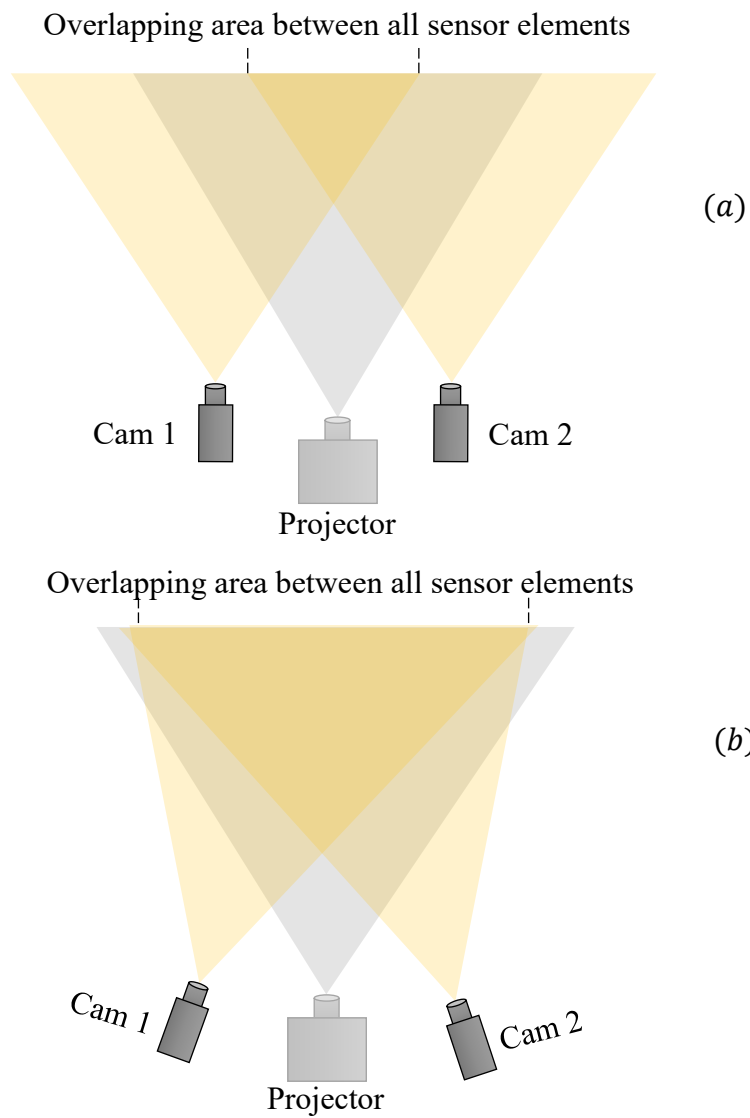 Overlapping area between all sensor elements
(a)
Cam 1
Cam 2
Projector
Overlapping area between all sensor elements
(b)
Cam 1
Cam 2
Projector